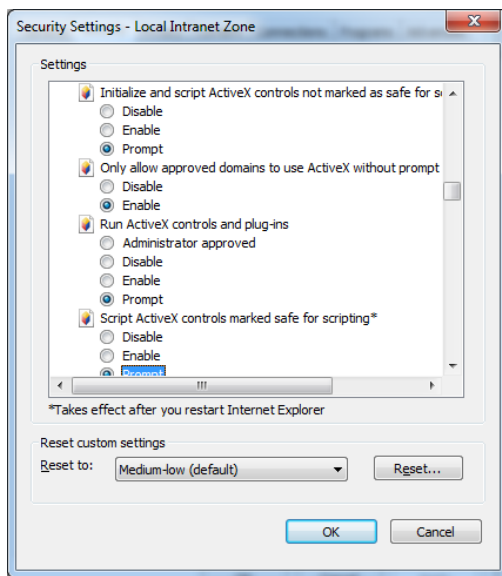 Security Settings - Local Intranet Zone
Settings
Initialize and script ActiveX controls not marked as safe for s
Disable
Enable
Prompt
Only allow approved domains to use ActiveX without prompt
Disable
Enable
Run ActiveX controls and plug-ins
Administrator approved
Disable
Enable
Prompt
Script ActiveX controls marked safe for scripting*
Disable
Enable
Prompt
*Takes effect after you restart Internet Explorer
Reset custom settings
Reset to:
Medium-low (default)
Reset...
OK
Cancel